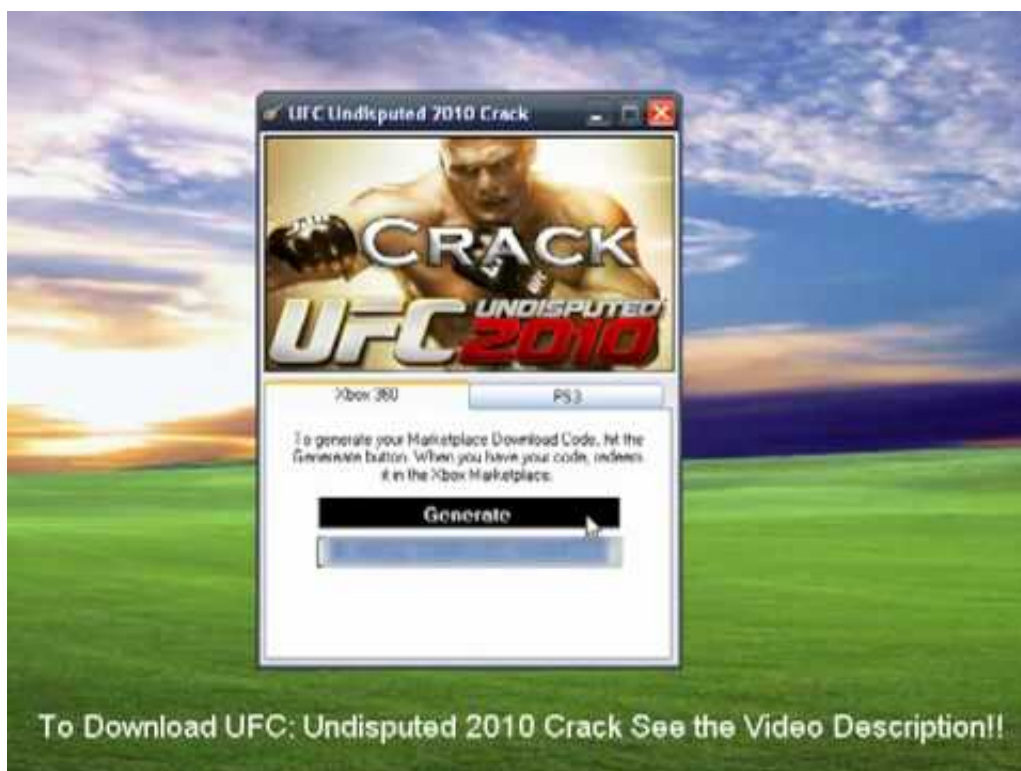 UFC Undisputed 2010 Crack
CRACK
UFC UNDISPUTED
2010
Xbox 360
PS3
To generate your Marketplace Download Code, hit the
Genereate button. When you have your code, redeem
it in the Xbox Marketplace.
Generate
To Download UFC: Undisputed 2010 Crack See the Video Description!!